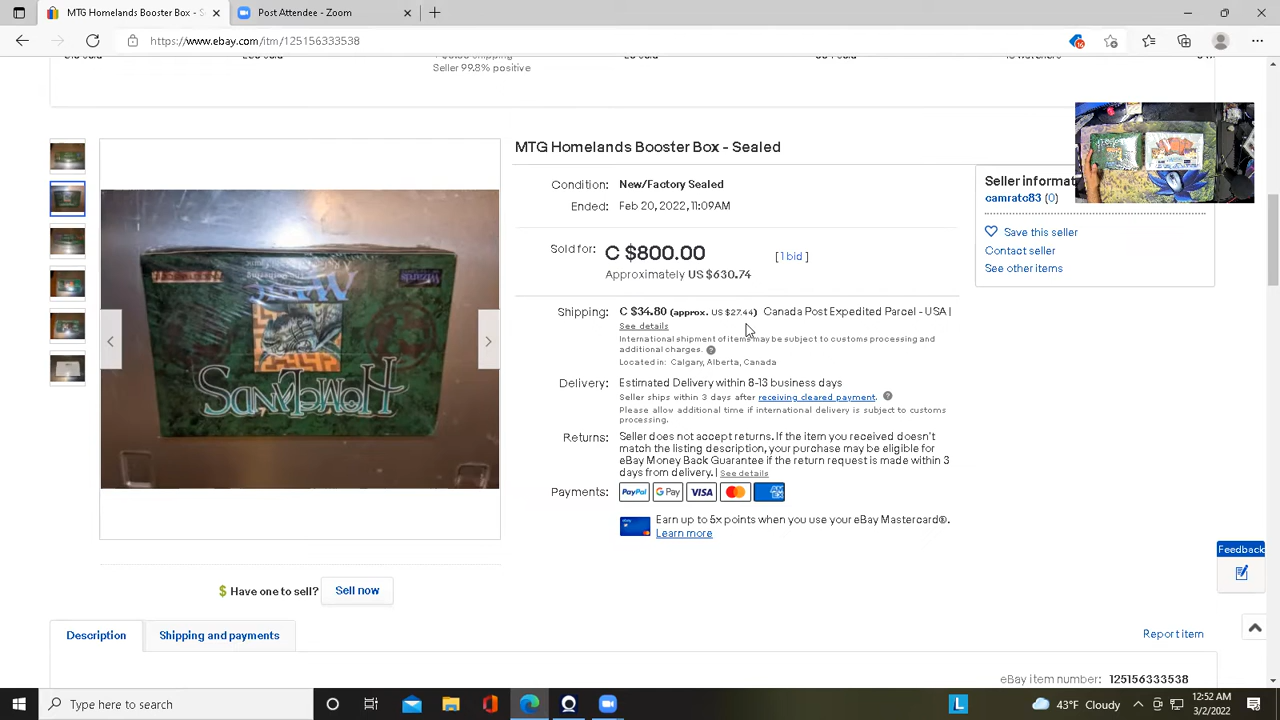 MTG Homelands Booster Box - S
Post Attendee - Zoom
https://www.ebay.com/itm/125156333538
Seller 99.8% positive
MTG Homelands Booster Box - Sealed
Condition: New/Factory Sealed
Ended: Feb 20, 2022, 11:09AM
Sold for: C $800.00 [ 1 bid ]
Approximately US $630.74
Shipping: C $34.80 (approx. US $27.44) Canada Post Expedited Parcel - USA |
See details
International shipment of items may be subject to customs processing and
additional charges.
Located in: Calgary, Alberta, Canada
Delivery: Estimated Delivery within 8-13 business days
Seller ships within 3 days after receiving cleared payment.
Please allow additional time if international delivery is subject to customs
processing.
Returns: Seller does not accept returns. If the item you received doesn't
match the listing description, your purchase may be eligible for
eBay Money Back Guarantee if the return request is made within 3
days from delivery. | See details
Payments: PayPal G Pay VISA
Earn up to 5x points when you use your eBay Mastercard®.
Learn more
Seller informat
camratc83 (0)
Save this seller
Contact seller
See other items
HOMELANDS
$ Have one to sell? Sell now
Feedback
Description
Shipping and payments
Report item
eBay item number: 125156333538
Type here to search
L
43°F Cloudy
12:52 AM
3/2/2022